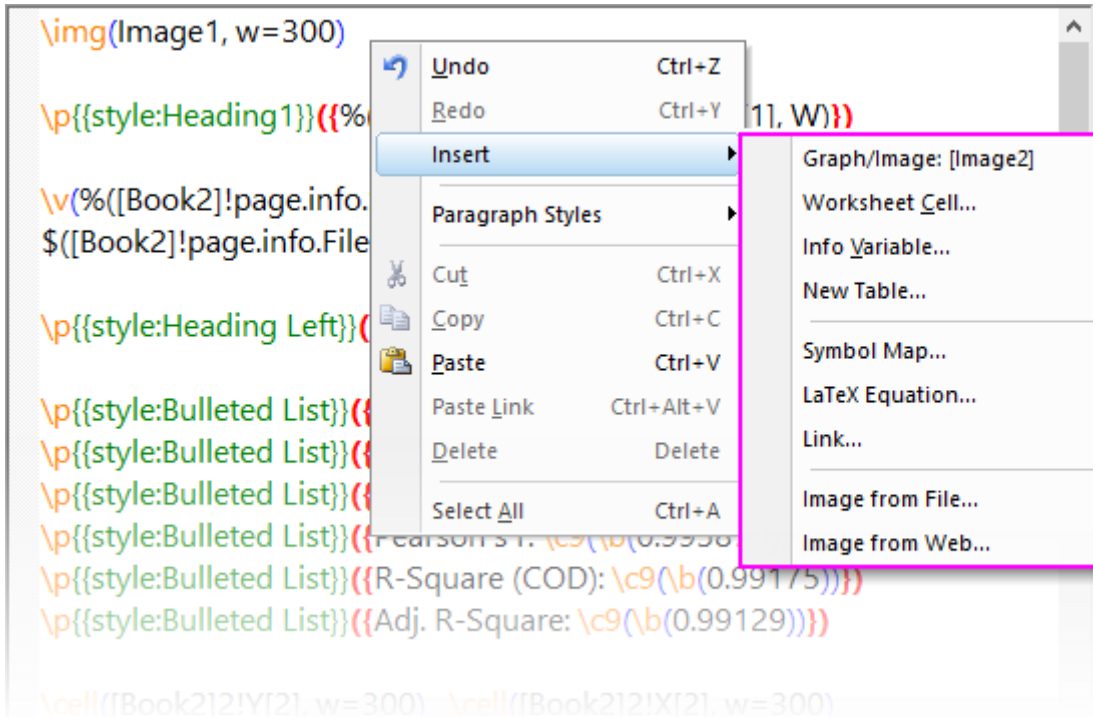 \img(Image1, w=300)
Undo Ctrl+Z
\p{{style:Heading1}}({% Redo Ctrl+Y [1], W)})
Insert
Graph/Image: [Image2]
\v(%([Book2]!page.info.
Worksheet Cell...
Paragraph Styles
$([Book2]!page.info.File
Info Variable...
Cut Ctrl+X
New Table...
\p{{style:Heading Left}}(
Copy Ctrl+C
Symbol Map...
Paste Ctrl+V
LaTeX Equation...
\p{{style:Bulleted List}}({
Paste Link Ctrl+Alt+V
Link...
\p{{style:Bulleted List}}({
Delete Delete
\p{{style:Bulleted List}}({
Select All Ctrl+A
Image from File...
\p{{style:Bulleted List}}({Pearson's r: \c9(\b(0.9958
Image from Web...
\p{{style:Bulleted List}}({R-Square (COD): \c9(\b(0.99175))})
\p{{style:Bulleted List}}({Adj. R-Square: \c9(\b(0.99129))})
\cell([Book2]2!Y[2], w=300) \cell([Book2]2!X[2], w=300)